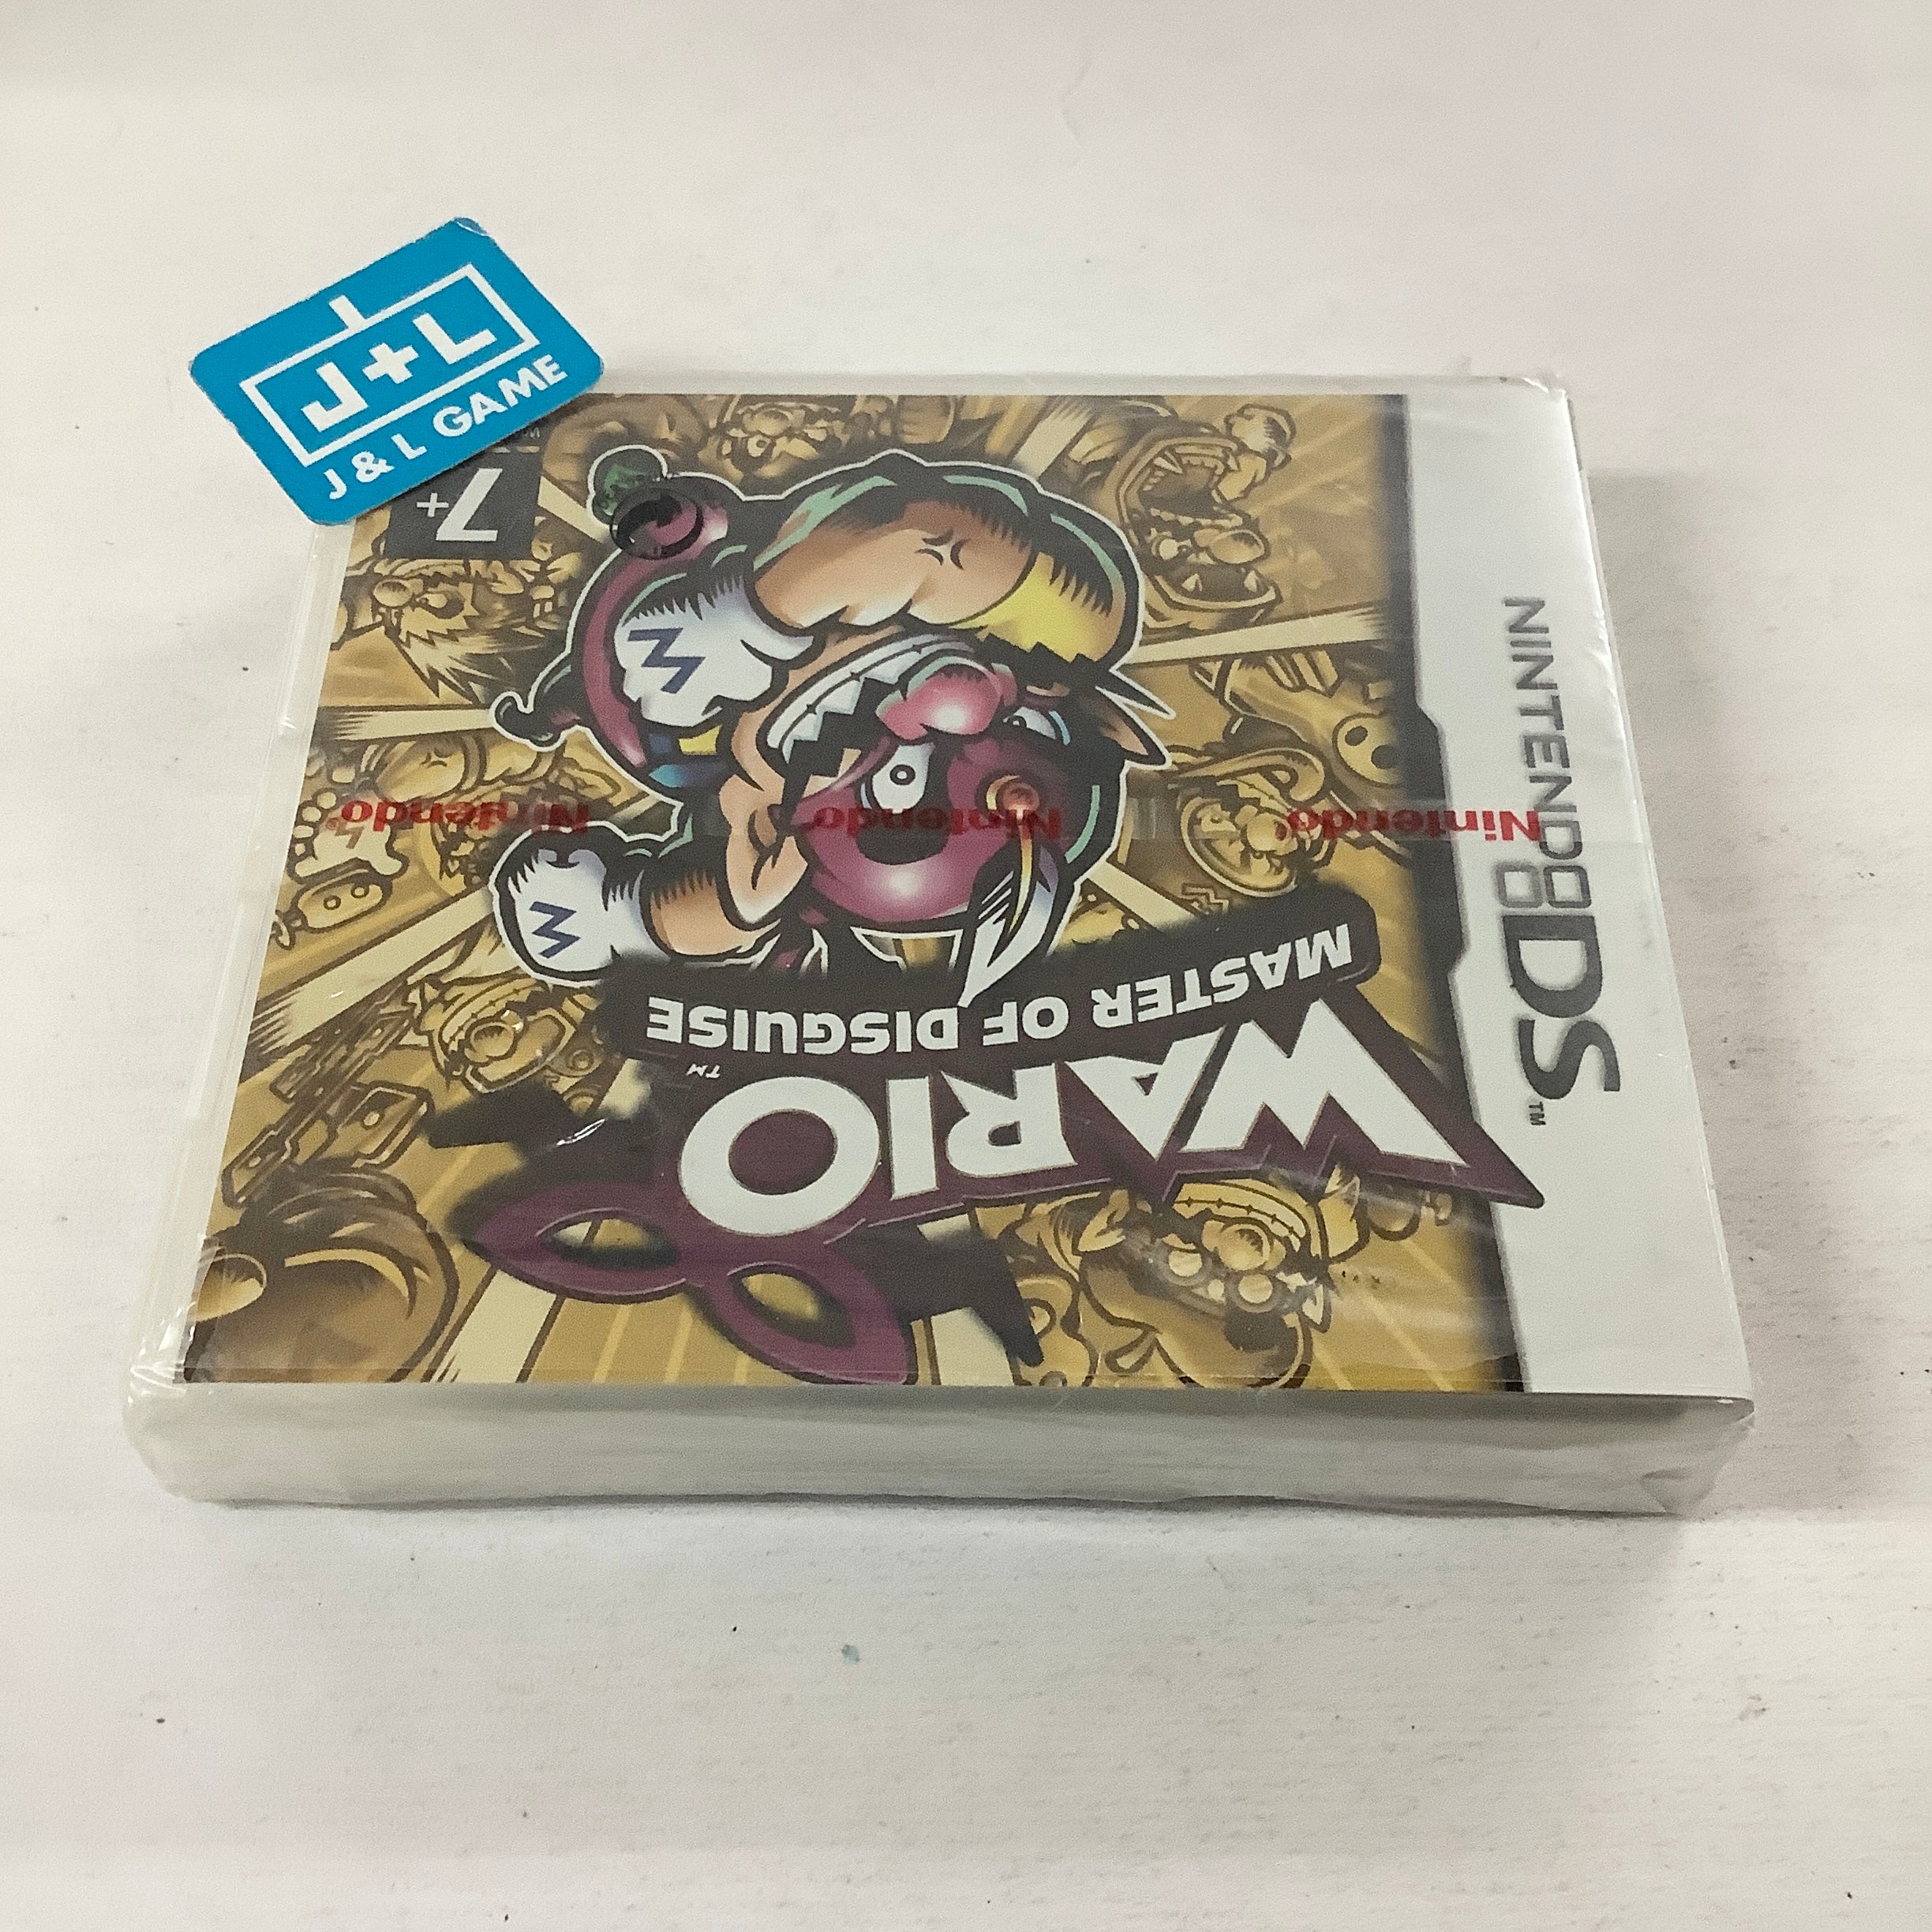 J+L
J & L GAME
NINTENDO DS™
WARIO™
MASTER OF DISGUISE
Nintendo Nintendo® Nintendo®
W
W
7+